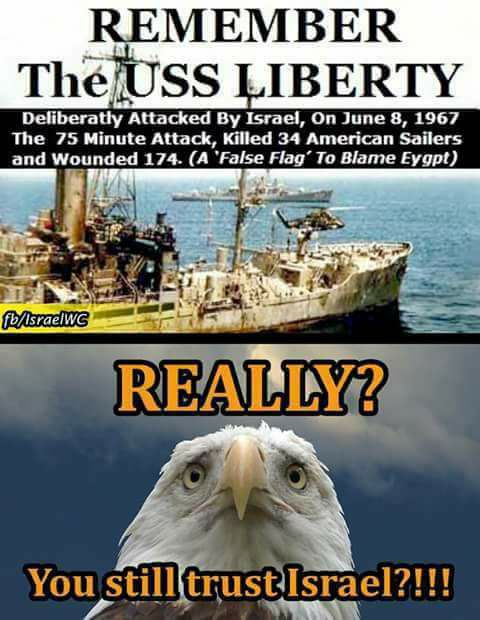 REMEMBER
The USS LIBERTY
Deliberatly Attacked By Israel, On June 8, 1967
The 75 Minute Attack, Killed 34 American Sailers
and Wounded 174. (A 'False Flag' To Blame Eygpt)
fb/IsraelWC
REALLY?
You still trust Israel?!!!